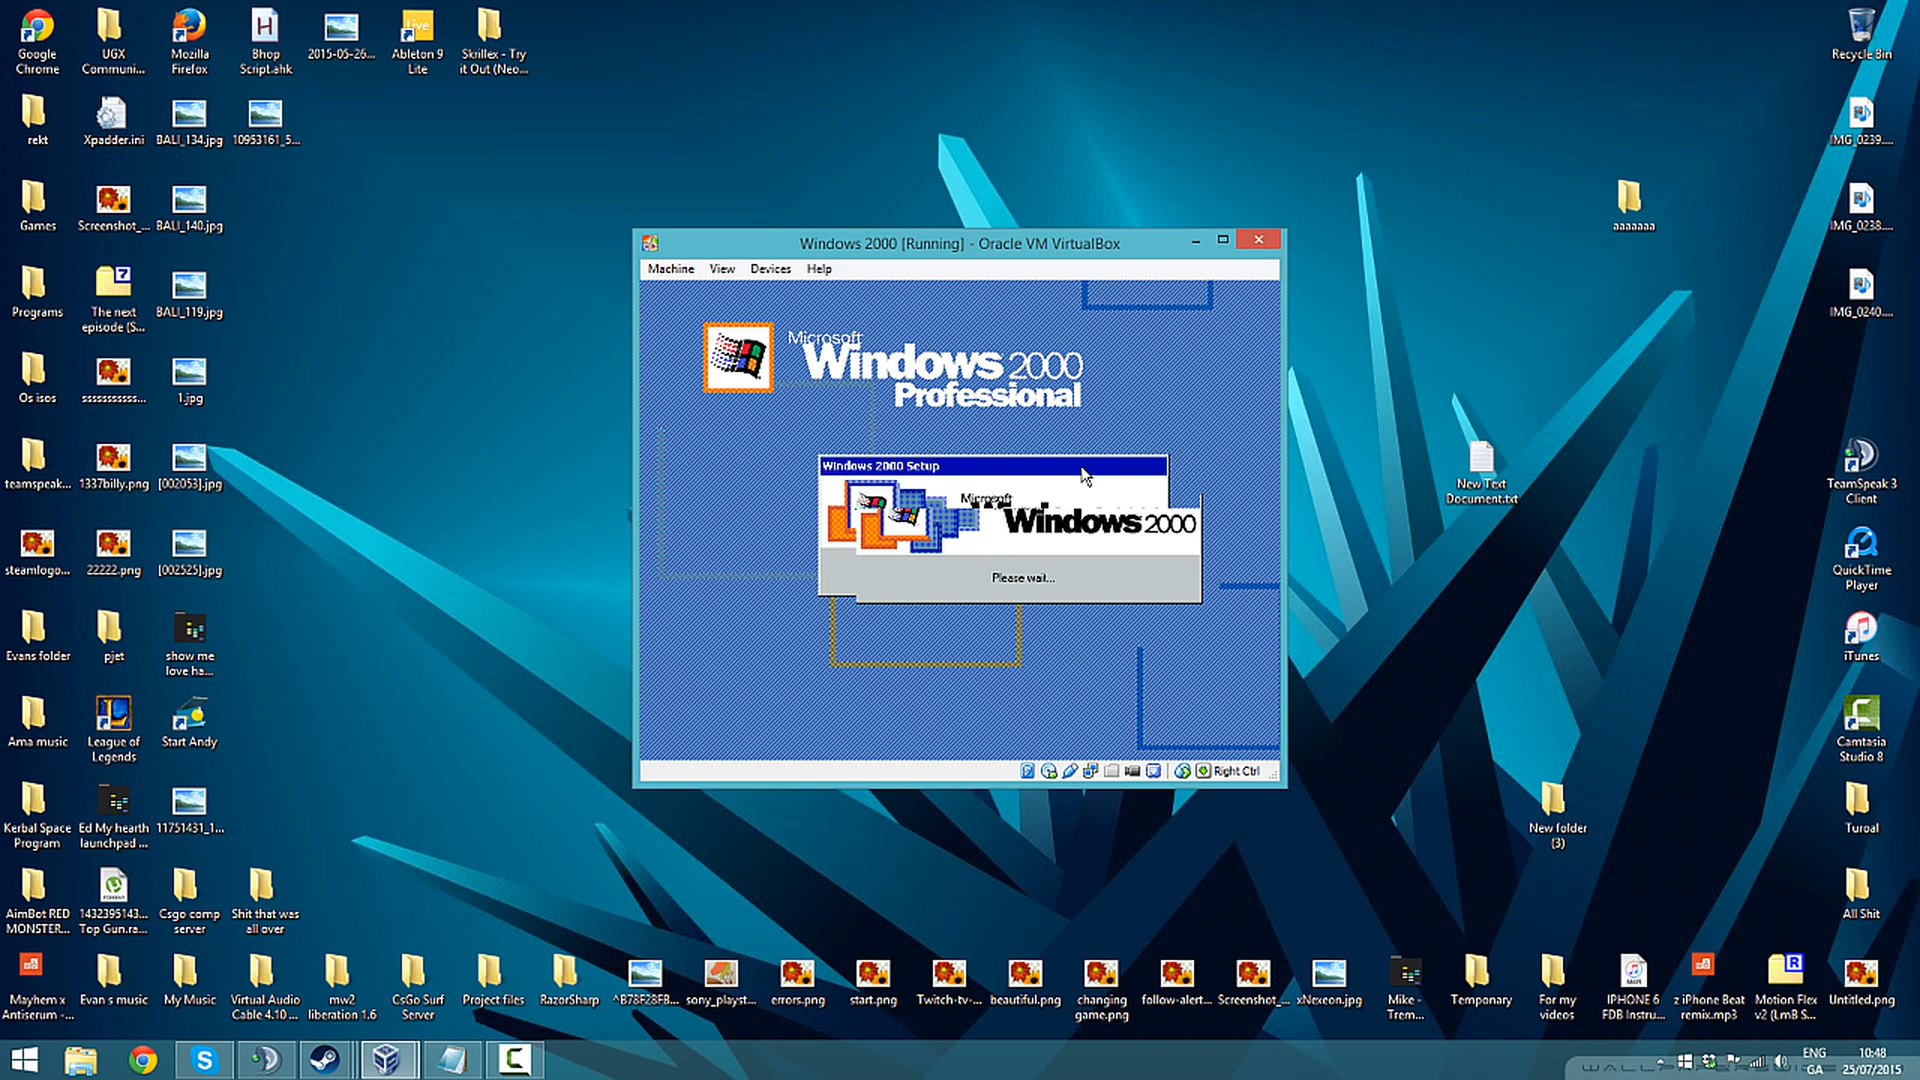 Google Chrome
UGX Communi...
Mozilla Firefox
Bhop Script.ahk
2015-05-26...
Ableton 9 Lite
Skrillex - Try it Out (Neo...
Recycle Bin
rekt
Xpadder.ini
BALI_134.jpg
10953161_5...
IMG_0239....
Games
Screenshot_...
BALI_140.jpg
aaaaaaa
IMG_0238....
Windows 2000 [Running] - Oracle VM VirtualBox
Machine View Devices Help
Programs
The next episode (S...
BALI_119.jpg
IMG_0240....
Microsoft
Windows 2000
Professional
Os isos
sssssssssss...
1.jpg
Windows 2000 Setup
Microsoft
Windows 2000
Please wait...
teamspeak...
1337billy.png
[002053].jpg
New Text Document.txt
TeamSpeak 3 Client
steamlogo...
22222.png
[002525].jpg
QuickTime Player
Evans folder
pjet
show me love ha...
iTunes
Ama music
League of Legends
Start Andy
Camtasia Studio 8
Right Ctrl
Kerbal Space Program
Ed My hearth launchpad ...
11751431_1...
New folder (3)
Turoal
AimBot RED MONSTER...
1432395143... Top Gun.ra...
Csgo comp server
Shit that was all over
All Shit
Mayhem x Antiserum -...
Evan s music
My Music
Virtual Audio Cable 4.10 ...
mw2 liberation 1.6
CsGo Surf Server
Project files
RazorSharp
^B78F28FB...
sony_playst...
errors.png
start.png
Twitch-tv-...
beautiful.png
changing game.png
follow-alert...
Screenshot_...
xNexeon.jpg
Mike - Trem...
Temporary
For my videos
IPHONE 6 FDB Instru...
z iPhone Beat remix.mp3
Motion Flex v2 (LmB S...
Untitled.png
ENG
GA
10:48
25/07/2015